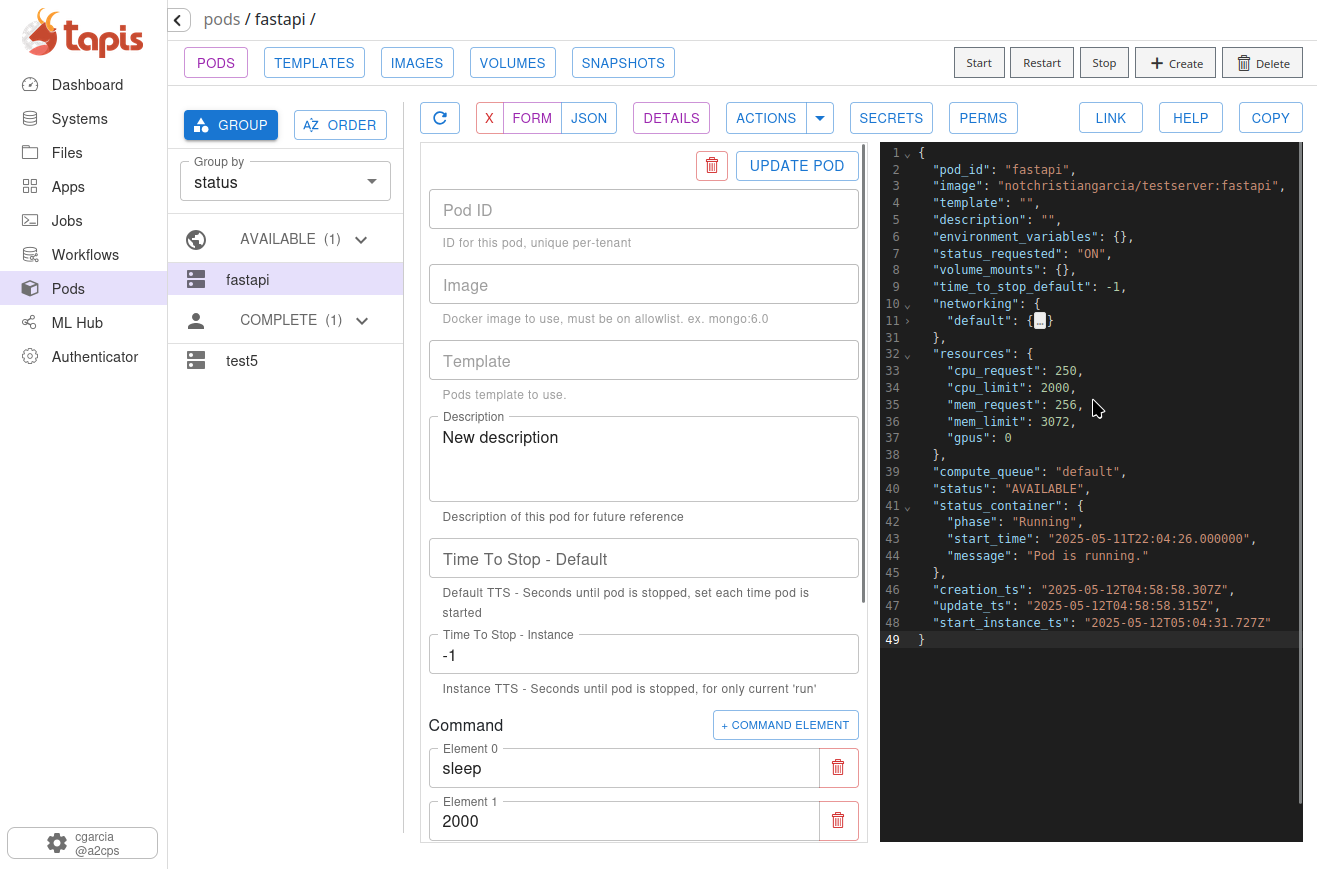 tapis
Dashboard
Systems
Files
Apps
Jobs
Workflows
Pods
ML Hub
Authenticator
cgarcia
@a2cps
pods / fastapi /
PODS TEMPLATES IMAGES VOLUMES SNAPSHOTS Start Restart Stop + Create Delete
GROUP AZ ORDER
Group by
status
AVAILABLE (1)
fastapi
COMPLETE (1)
test5
X FORM JSON DETAILS ACTIONS SECRETS PERMS LINK HELP COPY
UPDATE POD
Pod ID
ID for this pod, unique per-tenant
Image
Docker image to use, must be on allowlist. ex. mongo:6.0
Template
Pods template to use.
Description
New description
Description of this pod for future reference
Time To Stop - Default
Default TTS - Seconds until pod is stopped, set each time pod is
started
Time To Stop - Instance
-1
Instance TTS - Seconds until pod is stopped, for only current 'run'
Command + COMMAND ELEMENT
Element 0
sleep
Element 1
2000
1 {
2 "pod_id": "fastapi",
3 "image": "notchristiangarcia/testserver:fastapi",
4 "template": "",
5 "description": "",
6 "environment_variables": {},
7 "status_requested": "ON",
8 "volume_mounts": {},
9 "time_to_stop_default": -1,
10 "networking": {
11 "default": {…}
31 },
32 "resources": {
33 "cpu_request": 250,
34 "cpu_limit": 2000,
35 "mem_request": 256,
36 "mem_limit": 3072,
37 "gpus": 0
38 },
39 "compute_queue": "default",
40 "status": "AVAILABLE",
41 "status_container": {
42 "phase": "Running",
43 "start_time": "2025-05-11T22:04:26.000000",
44 "message": "Pod is running."
45 },
46 "creation_ts": "2025-05-12T04:58:58.307Z",
47 "update_ts": "2025-05-12T04:58:58.315Z",
48 "start_instance_ts": "2025-05-12T05:04:31.727Z"
49 }